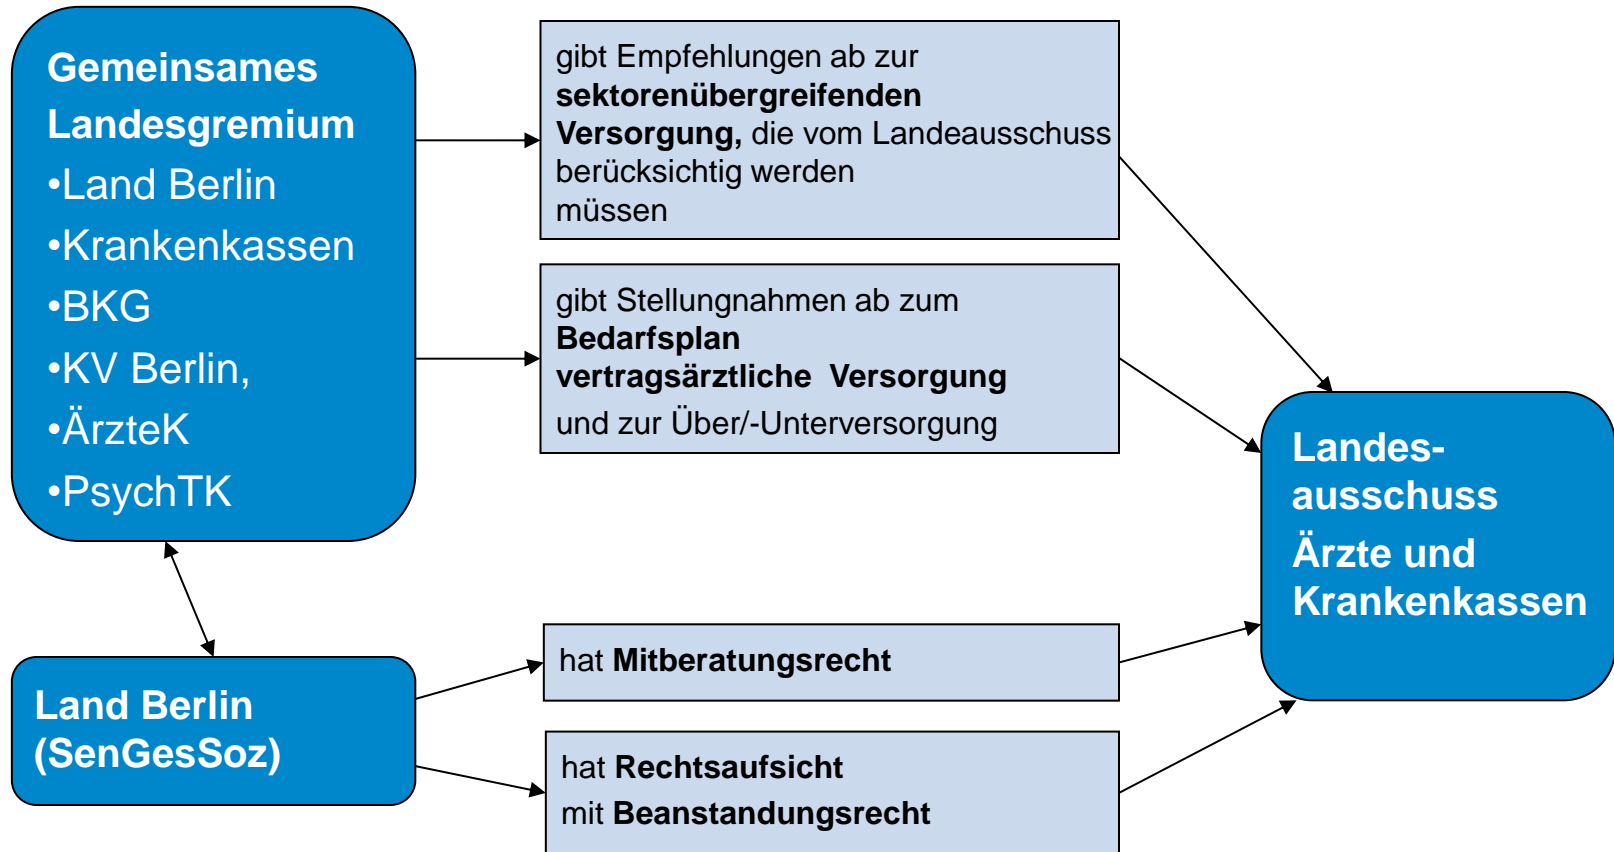 Gemeinsames
Landesgremium
•Land Berlin
•Krankenkassen
•BKG
•KV Berlin,
•ÄrzteK
•PsychTK
gibt Empfehlungen ab zur
sektorenübergreifenden
Versorgung, die vom Landeausschuss
berücksichtig werden
müssen
gibt Stellungnahmen ab zum
Bedarfsplan
vertragsärztliche Versorgung
und zur Über/-Unterversorgung
Landes-
ausschuss
Ärzte und
Krankenkassen
Land Berlin
(SenGesSoz)
hat Mitberatungsrecht
hat Rechtsaufsicht
mit Beanstandungsrecht